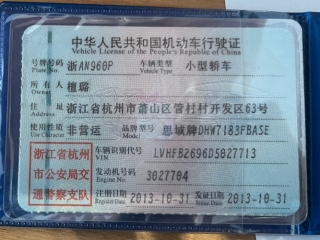 中华人民共和国机动车行驶证
Vehicle License of the People's Republic of China
号牌号码 浙AN960P 车辆类型 小型轿车
Plate No. Vehicle Type
所有人 植璐
Owner
住址 浙江省杭州市萧山区管村村开发区63号
Address
使用性质 非营运 品牌型号 思域牌DHW7183FBASE
Use Character Model
浙江省杭州市公安局交通警察支队
车辆识别代号 LVHFB2696D5027713
VIN
发动机号码 3027704
Engine No.
注册日期 2013-10-31 发证日期 2013-10-31
Register Date Issue Date